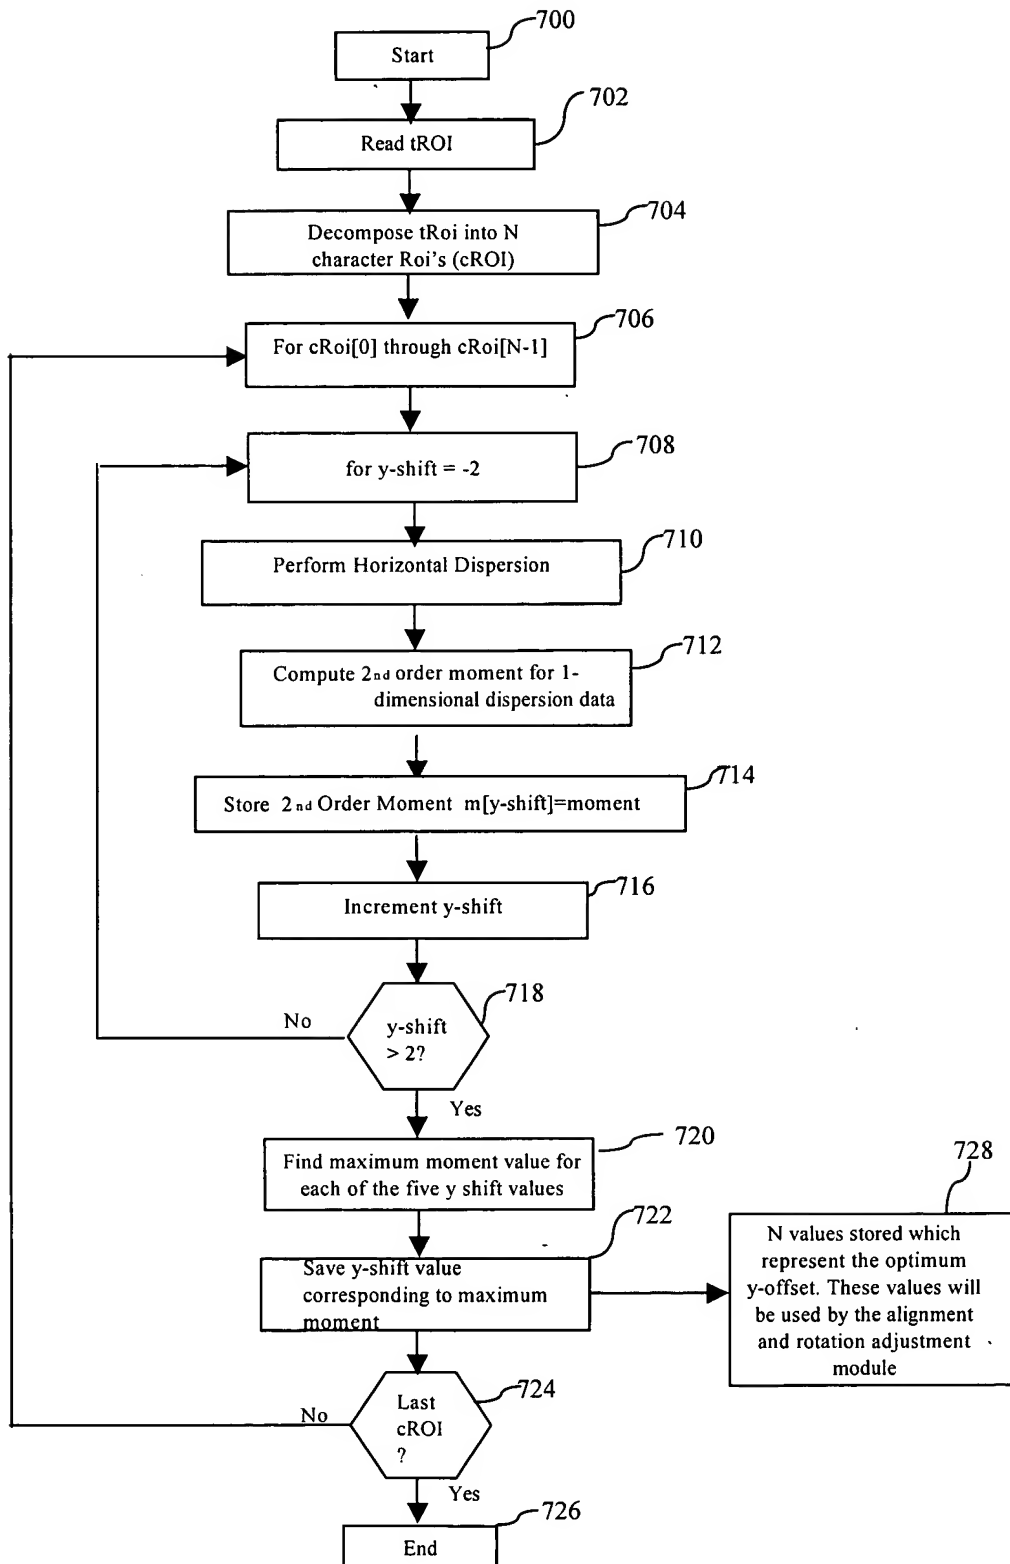 700
Start
702
Read tROI
704
Decompose tRoi into N
character Roi's (cROI)
706
For cRoi[0] through cRoi[N-1]
708
for y-shift = -2
710
Perform Horizontal Dispersion
712
Compute 2nd order moment for 1-
dimensional dispersion data
714
Store 2nd Order Moment m[y-shift]=moment
716
Increment y-shift
718
No
y-shift
> 2?
Yes
720
Find maximum moment value for
each of the five y shift values
722
Save y-shift value
corresponding to maximum
moment
728
N values stored which
represent the optimum
y-offset. These values will
be used by the alignment
and rotation adjustment
module
724
No
Last
cROI
?
Yes
726
End